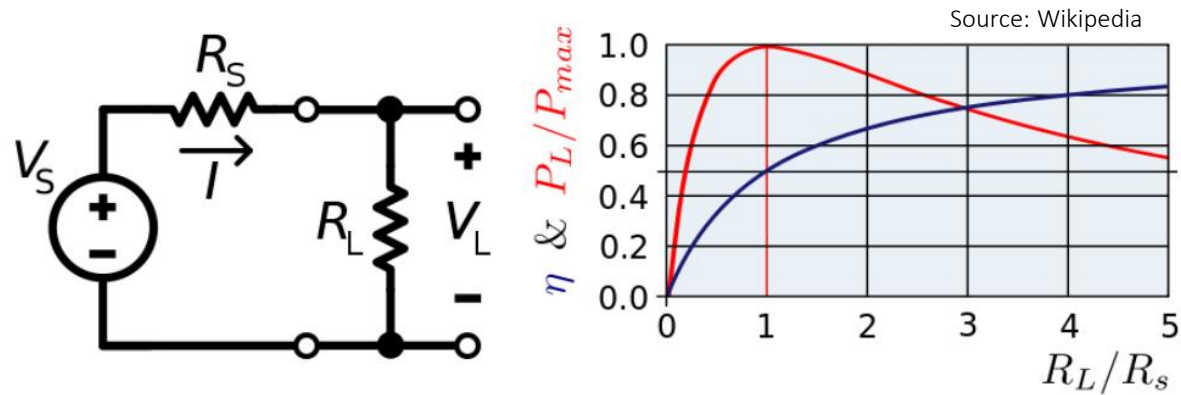 Source: Wikipedia
R_S
V_S
+
-
I
R_L
+
V_L
-
η & P_L/P_max
1.0
0.8
0.6
0.4
0.2
0.0
0 1 2 3 4 5
R_L/R_s